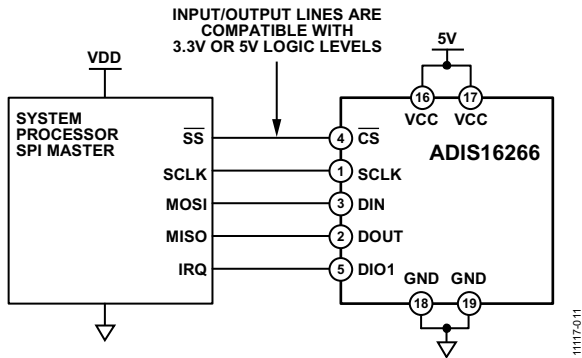 INPUT/OUTPUT LINES ARE
COMPATIBLE WITH
3.3V OR 5V LOGIC LEVELS
VDD
5V
SYSTEM
PROCESSOR
SPI MASTER
16
17
VCC
VCC
ADIS16266
SS
4
CS
SCLK
1
SCLK
MOSI
3
DIN
MISO
2
DOUT
IRQ
5
DIO1
GND
GND
18
19
11117-011